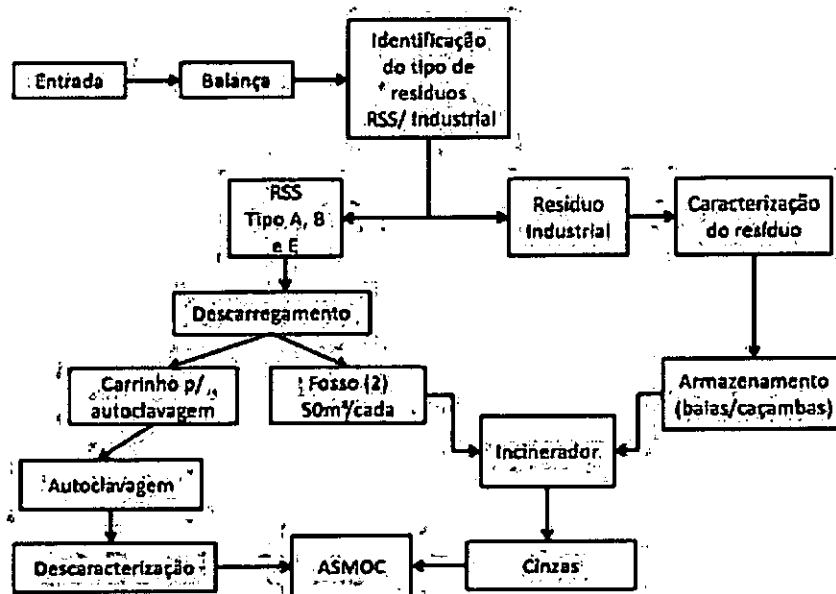 Entrada
Balança
Identificação
do tipo de
resíduos
RSS/ Industrial
RSS
Tipo A, B
e E
Resíduo
Industrial
Caracterização
do resíduo
Descarregamento
Carrinho p/
autoclavagem
Fosso (2)
50m³/cada
Armazenamento
(baias/caçambas)
Incinerador
Autoclavagem
Descaracterização
ASMOC
Cinzas